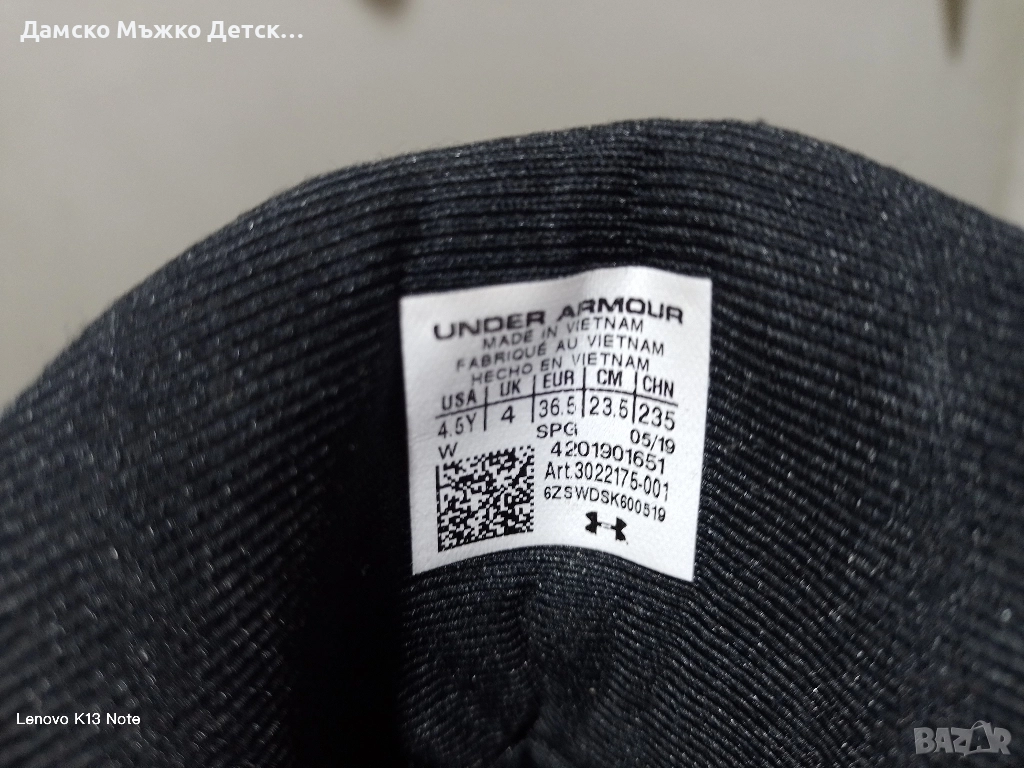 Дамско Мъжко Детск...
UNDER ARMOUR
MADE IN VIETNAM
FABRIQUÉ AU VIETNAM
HECHO EN VIETNAM
USA UK EUR CM CHN
4.5Y 4 36.5 23.5 235
W SPG 05/19
4201901651
Art.3022175-001
6ZSWDSK600519
Lenovo K13 Note
BAZAR